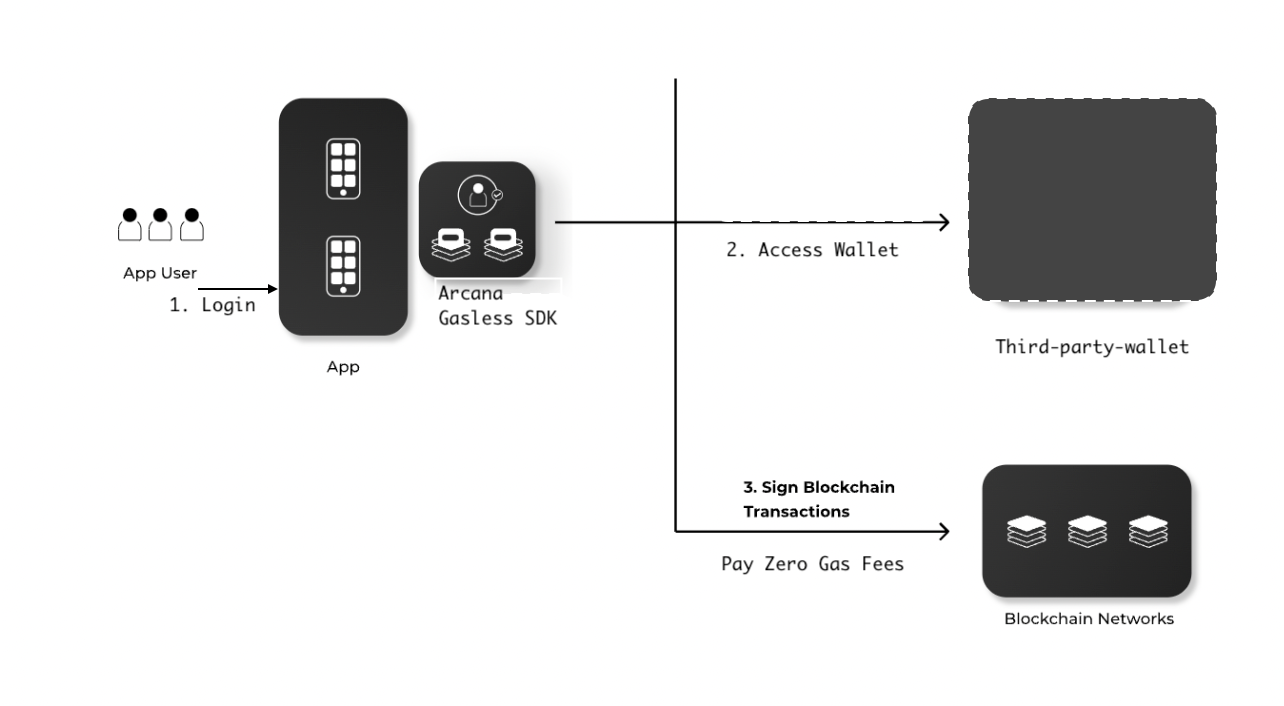 App User
1. Login
App
Arcana
Gasless SDK
2. Access Wallet
Third-party-wallet
3. Sign Blockchain
Transactions
Pay Zero Gas Fees
Blockchain Networks